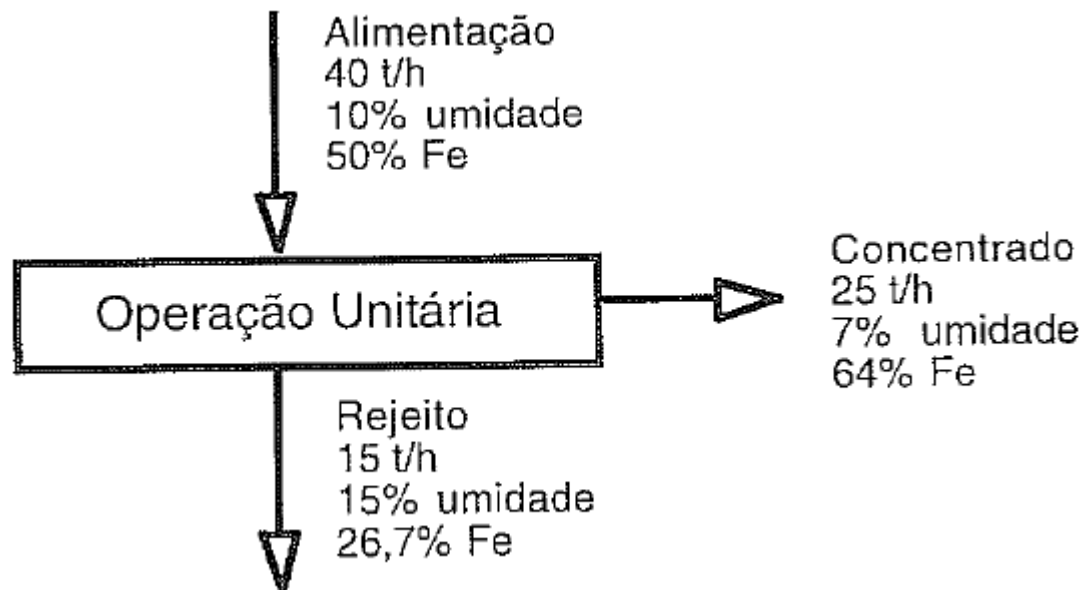 Alimentação
40 t/h
10% umidade
50% Fe
Operação Unitária
Concentrado
25 t/h
7% umidade
64% Fe
Rejeito
15 t/h
15% umidade
26,7% Fe